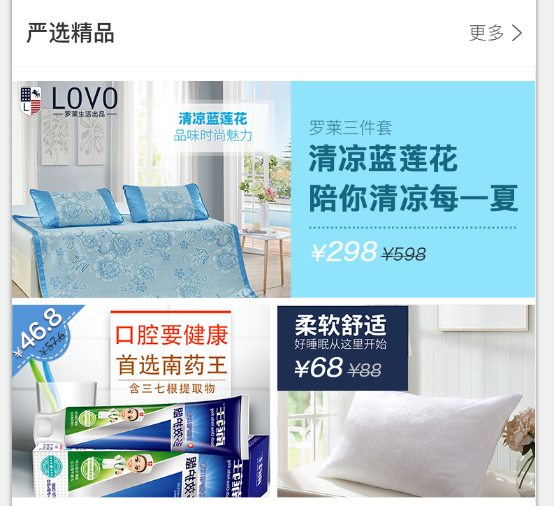 严选精品
更多
L
LOVO
罗莱生活出品
清凉蓝莲花
品味时尚魅力
罗莱三件套
清凉蓝莲花
陪你清凉每一夏
¥298 ¥598
¥46.8
¥57.6
口腔要健康
首选南药王
含三七根提取物
柔软舒适
好睡眠从这里开始
¥68 ¥88